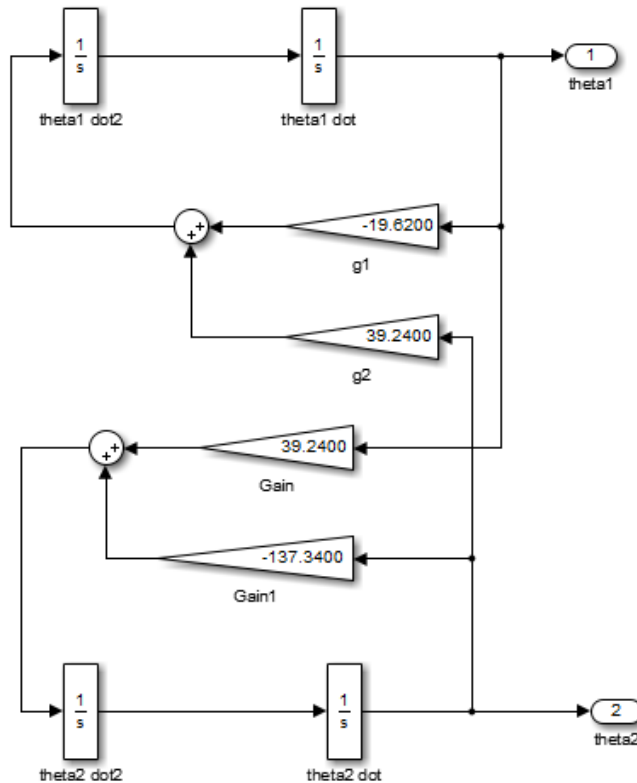 1
s
theta1 dot2
1
s
theta1 dot
1
theta1
-19.6200
g1
++
39.2400
g2
39.2400
Gain
++
-137.3400
Gain1
1
s
theta2 dot2
1
s
theta2 dot
2
theta2